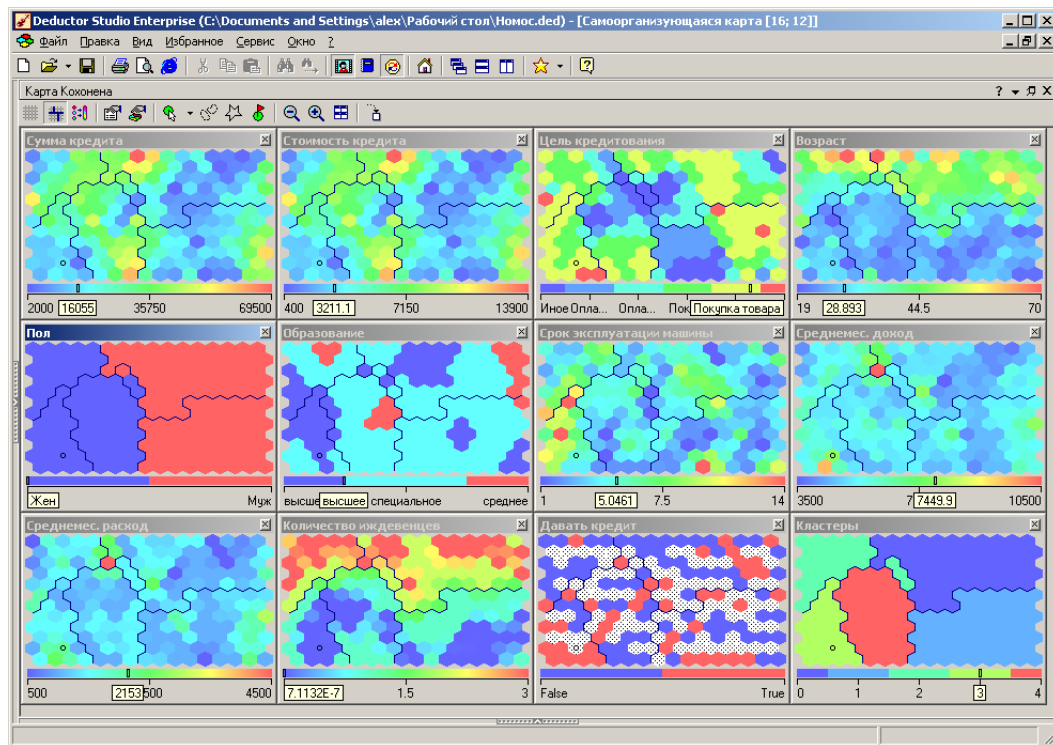 Deductor Studio Enterprise (C:\Documents and Settings\alex\Рабочий стол\Номос.ded) - [Самоорганизующаяся карта [16; 12]]
Файл Правка Вид Избранное Сервис Окно ?
Карта Кохонена
Сумма кредита
Стоимость кредита
Цель кредитования
Возраст
2000 16055 35750 69500
400 3211.1 7150 13900
Иное Опла... Опла... Пок Покупка товара
19 28.893 44.5 70
Пол
Образование
Срок эксплуатации машины
Среднемес. доход
Жен Муж
высше высшее специальное среднее
1 5.0461 7.5 14
3500 7 7449.9 10500
Среднемес. расход
Количество иждевенцев
Давать кредит
Кластеры
500 2153 500 4500
7.1132E-7 1.5 3
False True
0 1 2 3 4